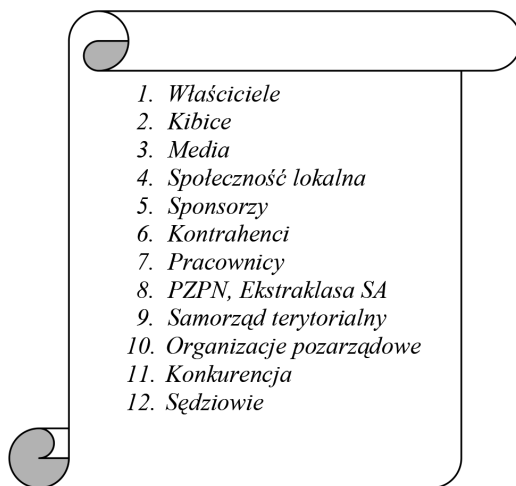 1. Właściciele
2. Kibice
3. Media
4. Społeczność lokalna
5. Sponsorzy
6. Kontrahenci
7. Pracownicy
8. PZPN, Ekstraklasa SA
9. Samorząd terytorialny
10. Organizacje pozarządowe
11. Konkurencja
12. Sędziowie